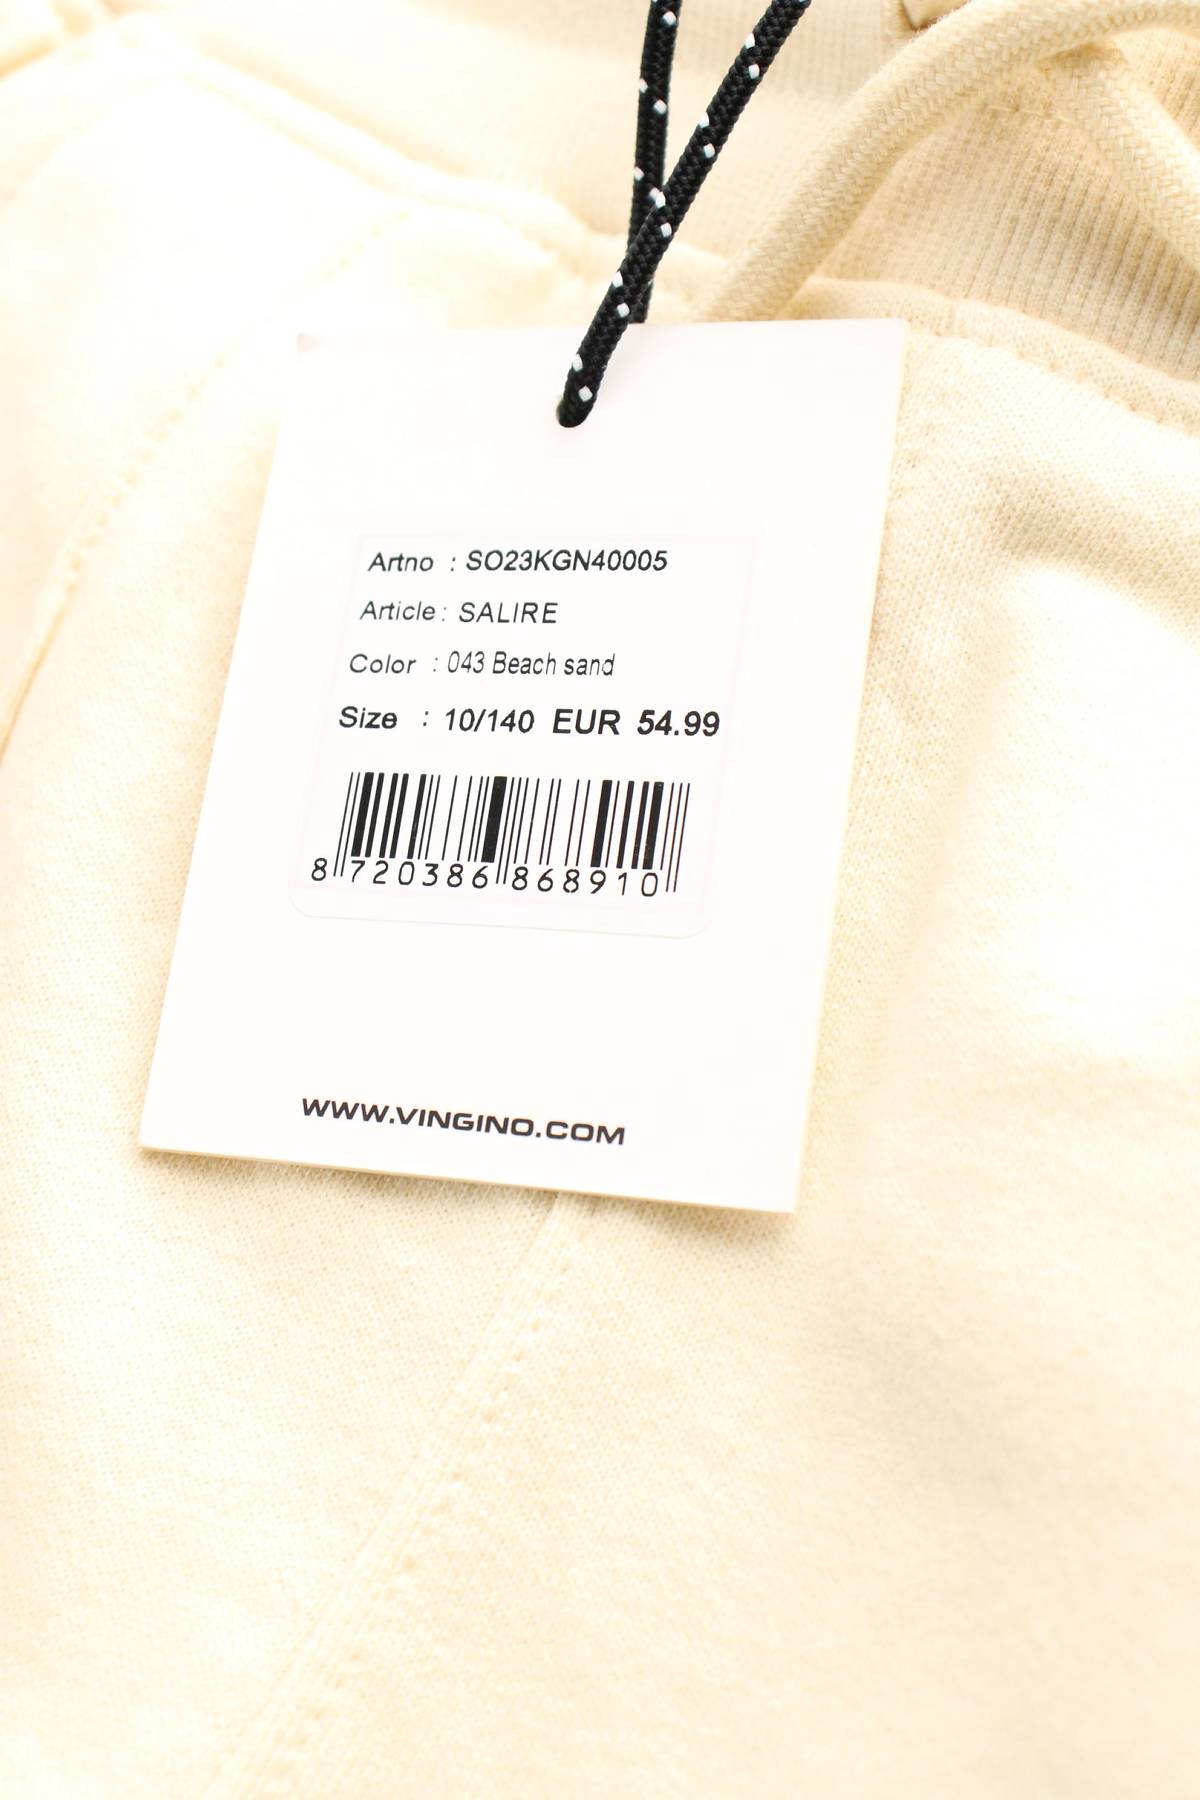 Artno : SO23KGN40005
Article : SALIRE
Color : 043 Beach sand
Size : 10/140 EUR 54.99
8 720386 868910
WWW.VINGINO.COM